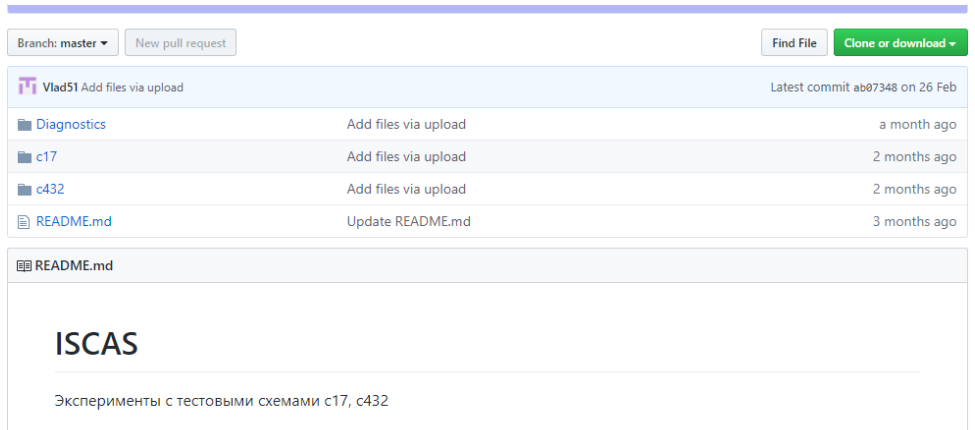 Branch: master
New pull request
Find File
Clone or download
Vlad51 Add files via upload
Latest commit ab07348 on 26 Feb
Diagnostics Add files via upload a month ago
c17 Add files via upload 2 months ago
c432 Add files via upload 2 months ago
README.md Update README.md 3 months ago
README.md
ISCAS
Эксперименты с тестовыми схемами c17, c432